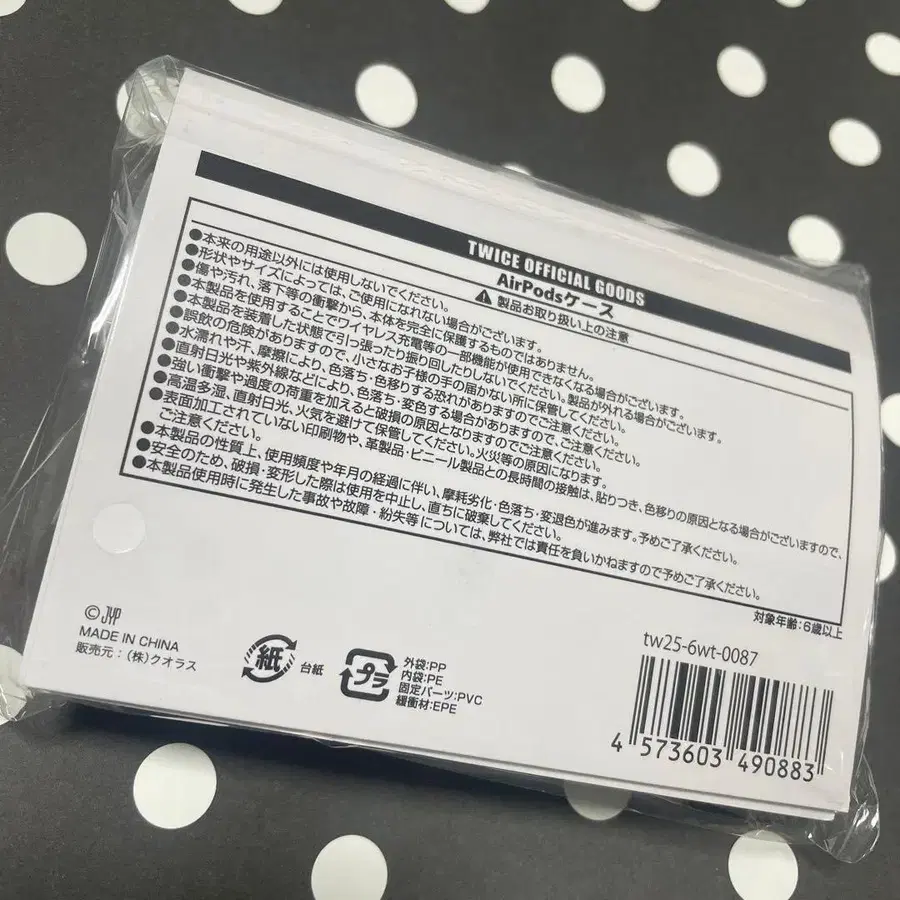 TWICE OFFICIAL GOODS
AirPodsケース
⚠ 製品お取り扱い上の注意
●本来の用途以外には使用しないでください。
●形状やサイズによっては、ご使用になれない場合がございます。
●傷や汚れ、落下等の衝撃から、本体を完全に保護するものではありません。
●本製品を使用することでワイヤレス充電等の一部機能が使用できなくなる場合がございます。
●本製品を装着した状態で引っ張ったり振り回したりしないでください。製品が外れる場合がございます。
●誤飲の危険がありますので、小さなお子様の手の届かない所に保管してください。
●水濡れや汗、摩擦により、色落ち・色移りする恐れがありますのでご注意ください。
●直射日光や紫外線などにより、色落ち・変色する場合がありますので、ご注意ください。
●強い衝撃や過度の荷重を加えると破損の原因となりますのでご注意ください。
●高温多湿、直射日光、火気を避けて保管してください。火災等の原因になります。
●表面加工されていない印刷物や、革製品・ビニール製品との長時間の接触は、貼りつき、色移りの原因となる場合がございますので、
ご注意ください。
●本製品の性質上、使用頻度や年月の経過に伴い、摩耗劣化・色落ち・変退色が進みます。予めご了承ください。
●安全のため、破損・変形した際は使用を中止し、直ちに破棄してください。
●本製品使用時に発生した事故や故障・紛失等については、弊社では責任を負いかねますので予めご了承ください。
対象年齢:6歳以上
©JYP
MADE IN CHINA
販売元:(株)クオラス
紙
台紙
プラ
外袋:PP
内袋:PE
固定パーツ:PVC
緩衝材:EPE
tw25-6wt-0087
4 573603 490883